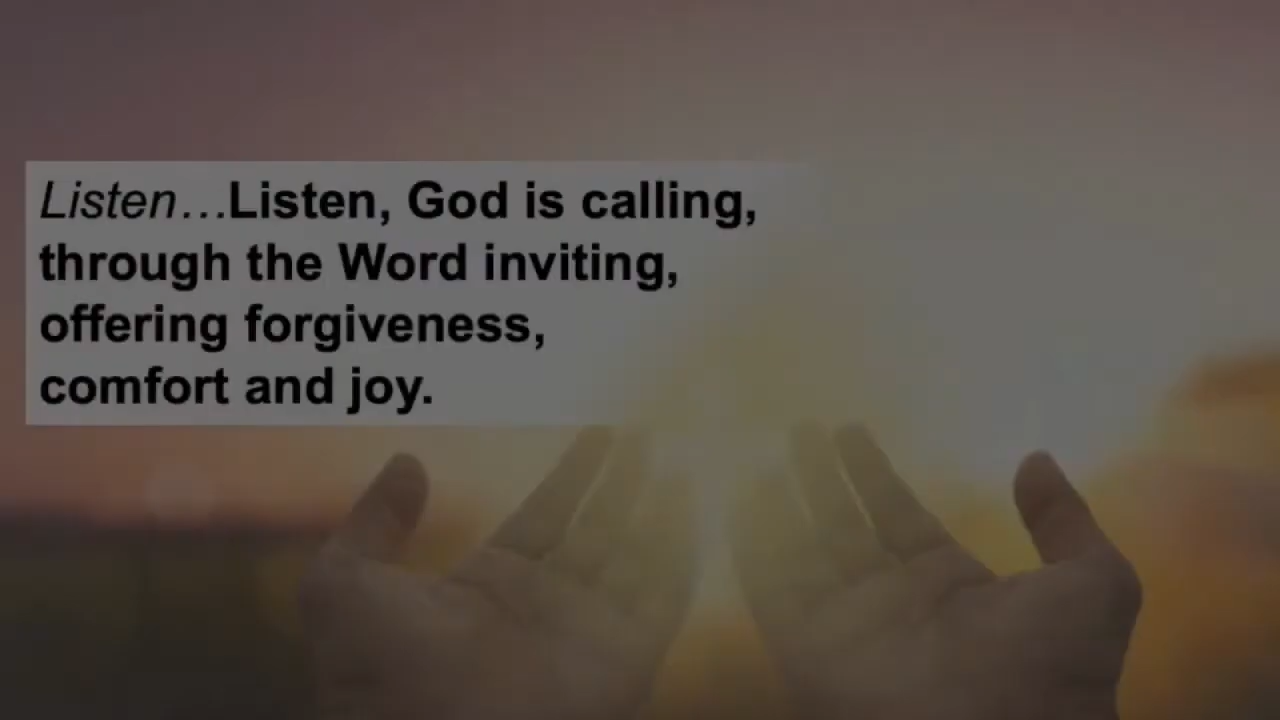 Listen…Listen, God is calling,
through the Word inviting,
offering forgiveness,
comfort and joy.